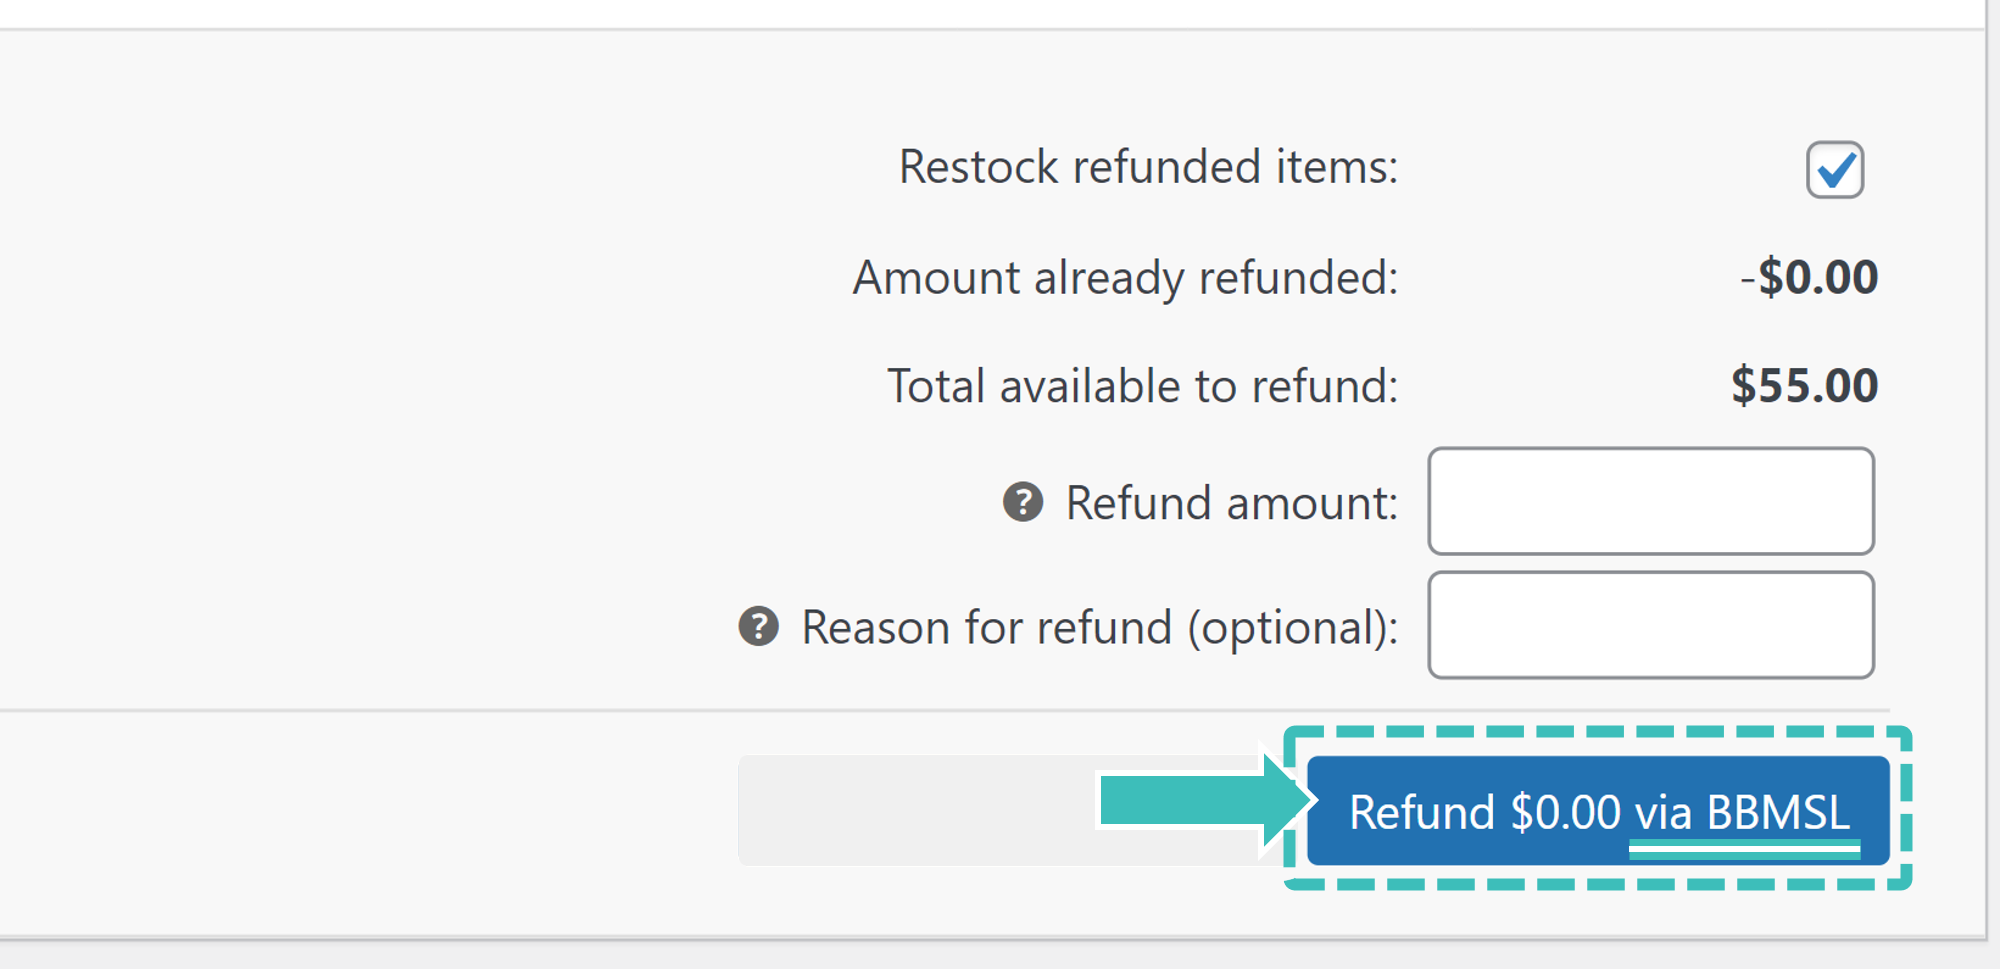 Restock refunded items:
Amount already refunded: -$0.00
Total available to refund: $55.00
? Refund amount:
? Reason for refund (optional):
Refund $0.00 via BBMSL